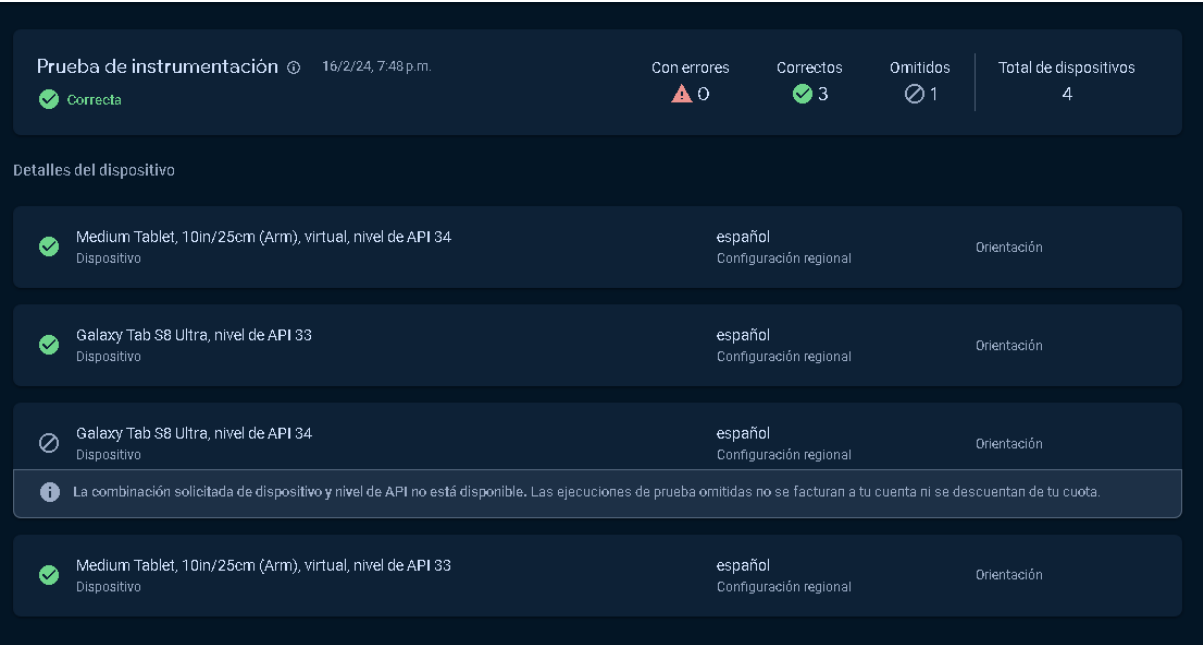 Prueba de instrumentación 16/2/24, 7:48 p.m.
Correcta
Con errores Correctos Omitidos Total de dispositivos
0 3 1 4
Detalles del dispositivo
Medium Tablet, 10in/25cm (Arm), virtual, nivel de API 34
Dispositivo
español
Configuración regional
Orientación
Galaxy Tab S8 Ultra, nivel de API 33
Dispositivo
español
Configuración regional
Orientación
Galaxy Tab S8 Ultra, nivel de API 34
Dispositivo
español
Configuración regional
Orientación
La combinación solicitada de dispositivo y nivel de API no está disponible. Las ejecuciones de prueba omitidas no se facturan a tu cuenta ni se descuentan de tu cuota.
Medium Tablet, 10in/25cm (Arm), virtual, nivel de API 33
Dispositivo
español
Configuración regional
Orientación